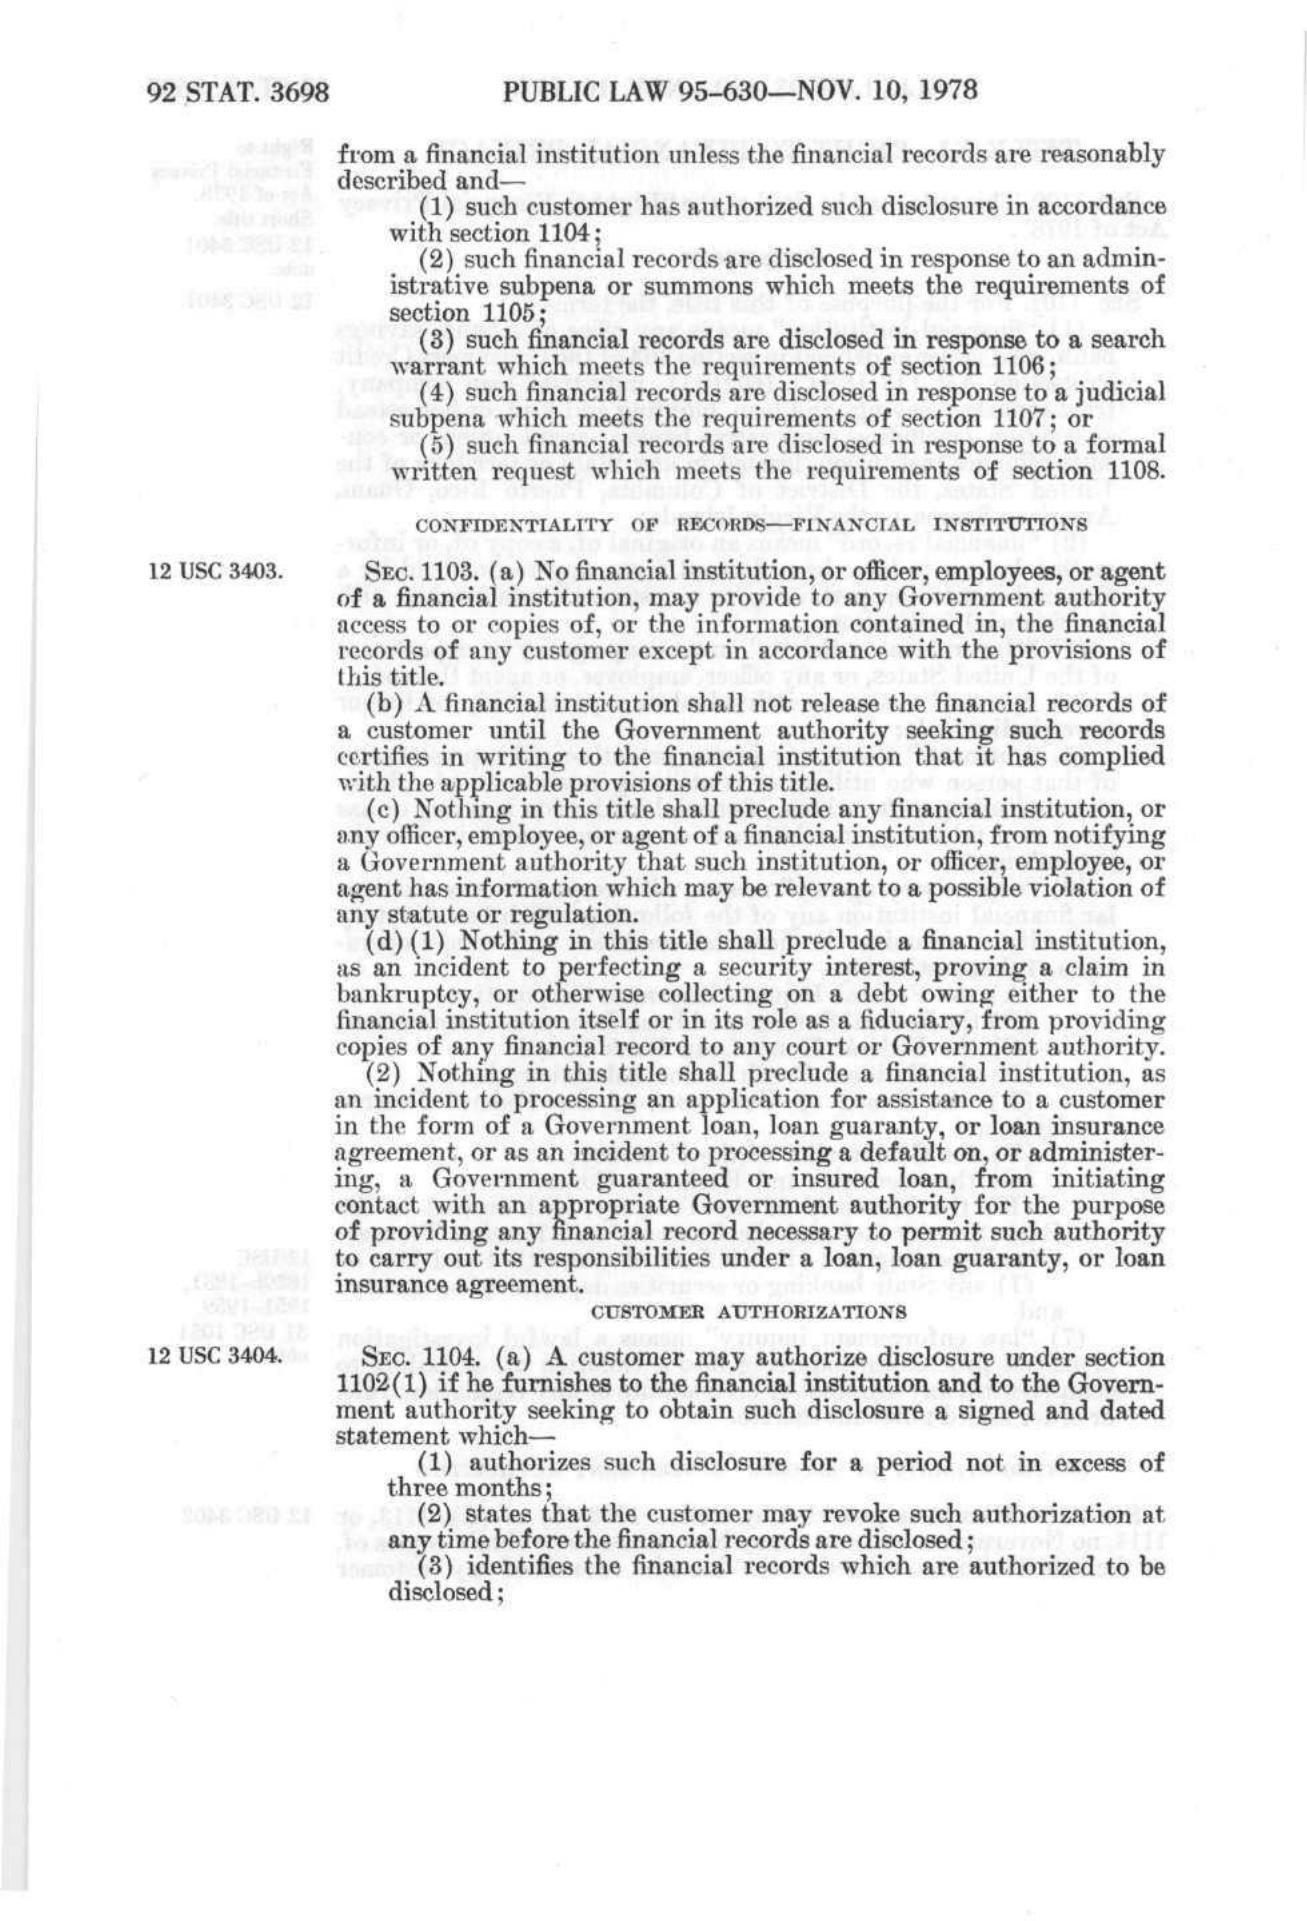 92 STAT. 3698 PUBLIC LAW 95–630—NOV. 10, 1978
from a financial institution unless the financial records are reasonably
described and—
(1) such customer has authorized such disclosure in accordance
with section 1104;
(2) such financial records are disclosed in response to an admin-
istrative subpena or summons which meets the requirements of
section 1105;
(3) such financial records are disclosed in response to a search
warrant which meets the requirements of section 1106;
(4) such financial records are disclosed in response to a judicial
subpena which meets the requirements of section 1107; or
(5) such financial records are disclosed in response to a formal
written request which meets the requirements of section 1108.
CONFIDENTIALITY OF RECORDS—FINANCIAL INSTITUTIONS
12 USC 3403. SEC. 1103. (a) No financial institution, or officer, employees, or agent
of a financial institution, may provide to any Government authority
access to or copies of, or the information contained in, the financial
records of any customer except in accordance with the provisions of
this title.
(b) A financial institution shall not release the financial records of
a customer until the Government authority seeking such records
certifies in writing to the financial institution that it has complied
with the applicable provisions of this title.
(c) Nothing in this title shall preclude any financial institution, or
any officer, employee, or agent of a financial institution, from notifying
a Government authority that such institution, or officer, employee, or
agent has information which may be relevant to a possible violation of
any statute or regulation.
(d)(1) Nothing in this title shall preclude a financial institution,
as an incident to perfecting a security interest, proving a claim in
bankruptcy, or otherwise collecting on a debt owing either to the
financial institution itself or in its role as a fiduciary, from providing
copies of any financial record to any court or Government authority.
(2) Nothing in this title shall preclude a financial institution, as
an incident to processing an application for assistance to a customer
in the form of a Government loan, loan guaranty, or loan insurance
agreement, or as an incident to processing a default on, or administer-
ing, a Government guaranteed or insured loan, from initiating
contact with an appropriate Government authority for the purpose
of providing any financial record necessary to permit such authority
to carry out its responsibilities under a loan, loan guaranty, or loan
insurance agreement.
CUSTOMER AUTHORIZATIONS
12 USC 3404. SEC. 1104. (a) A customer may authorize disclosure under section
1102(1) if he furnishes to the financial institution and to the Govern-
ment authority seeking to obtain such disclosure a signed and dated
statement which—
(1) authorizes such disclosure for a period not in excess of
three months;
(2) states that the customer may revoke such authorization at
any time before the financial records are disclosed;
(3) identifies the financial records which are authorized to be
disclosed;